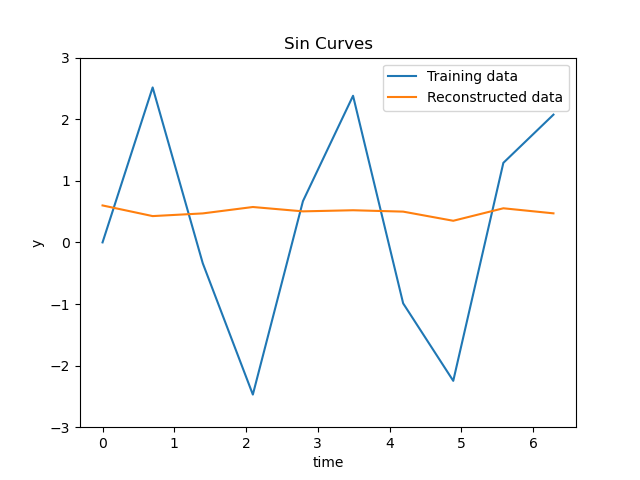 Sin Curves
Training data
Reconstructed data
3
2
1
0
−1
−2
−3
y
0 1 2 3 4 5 6
time